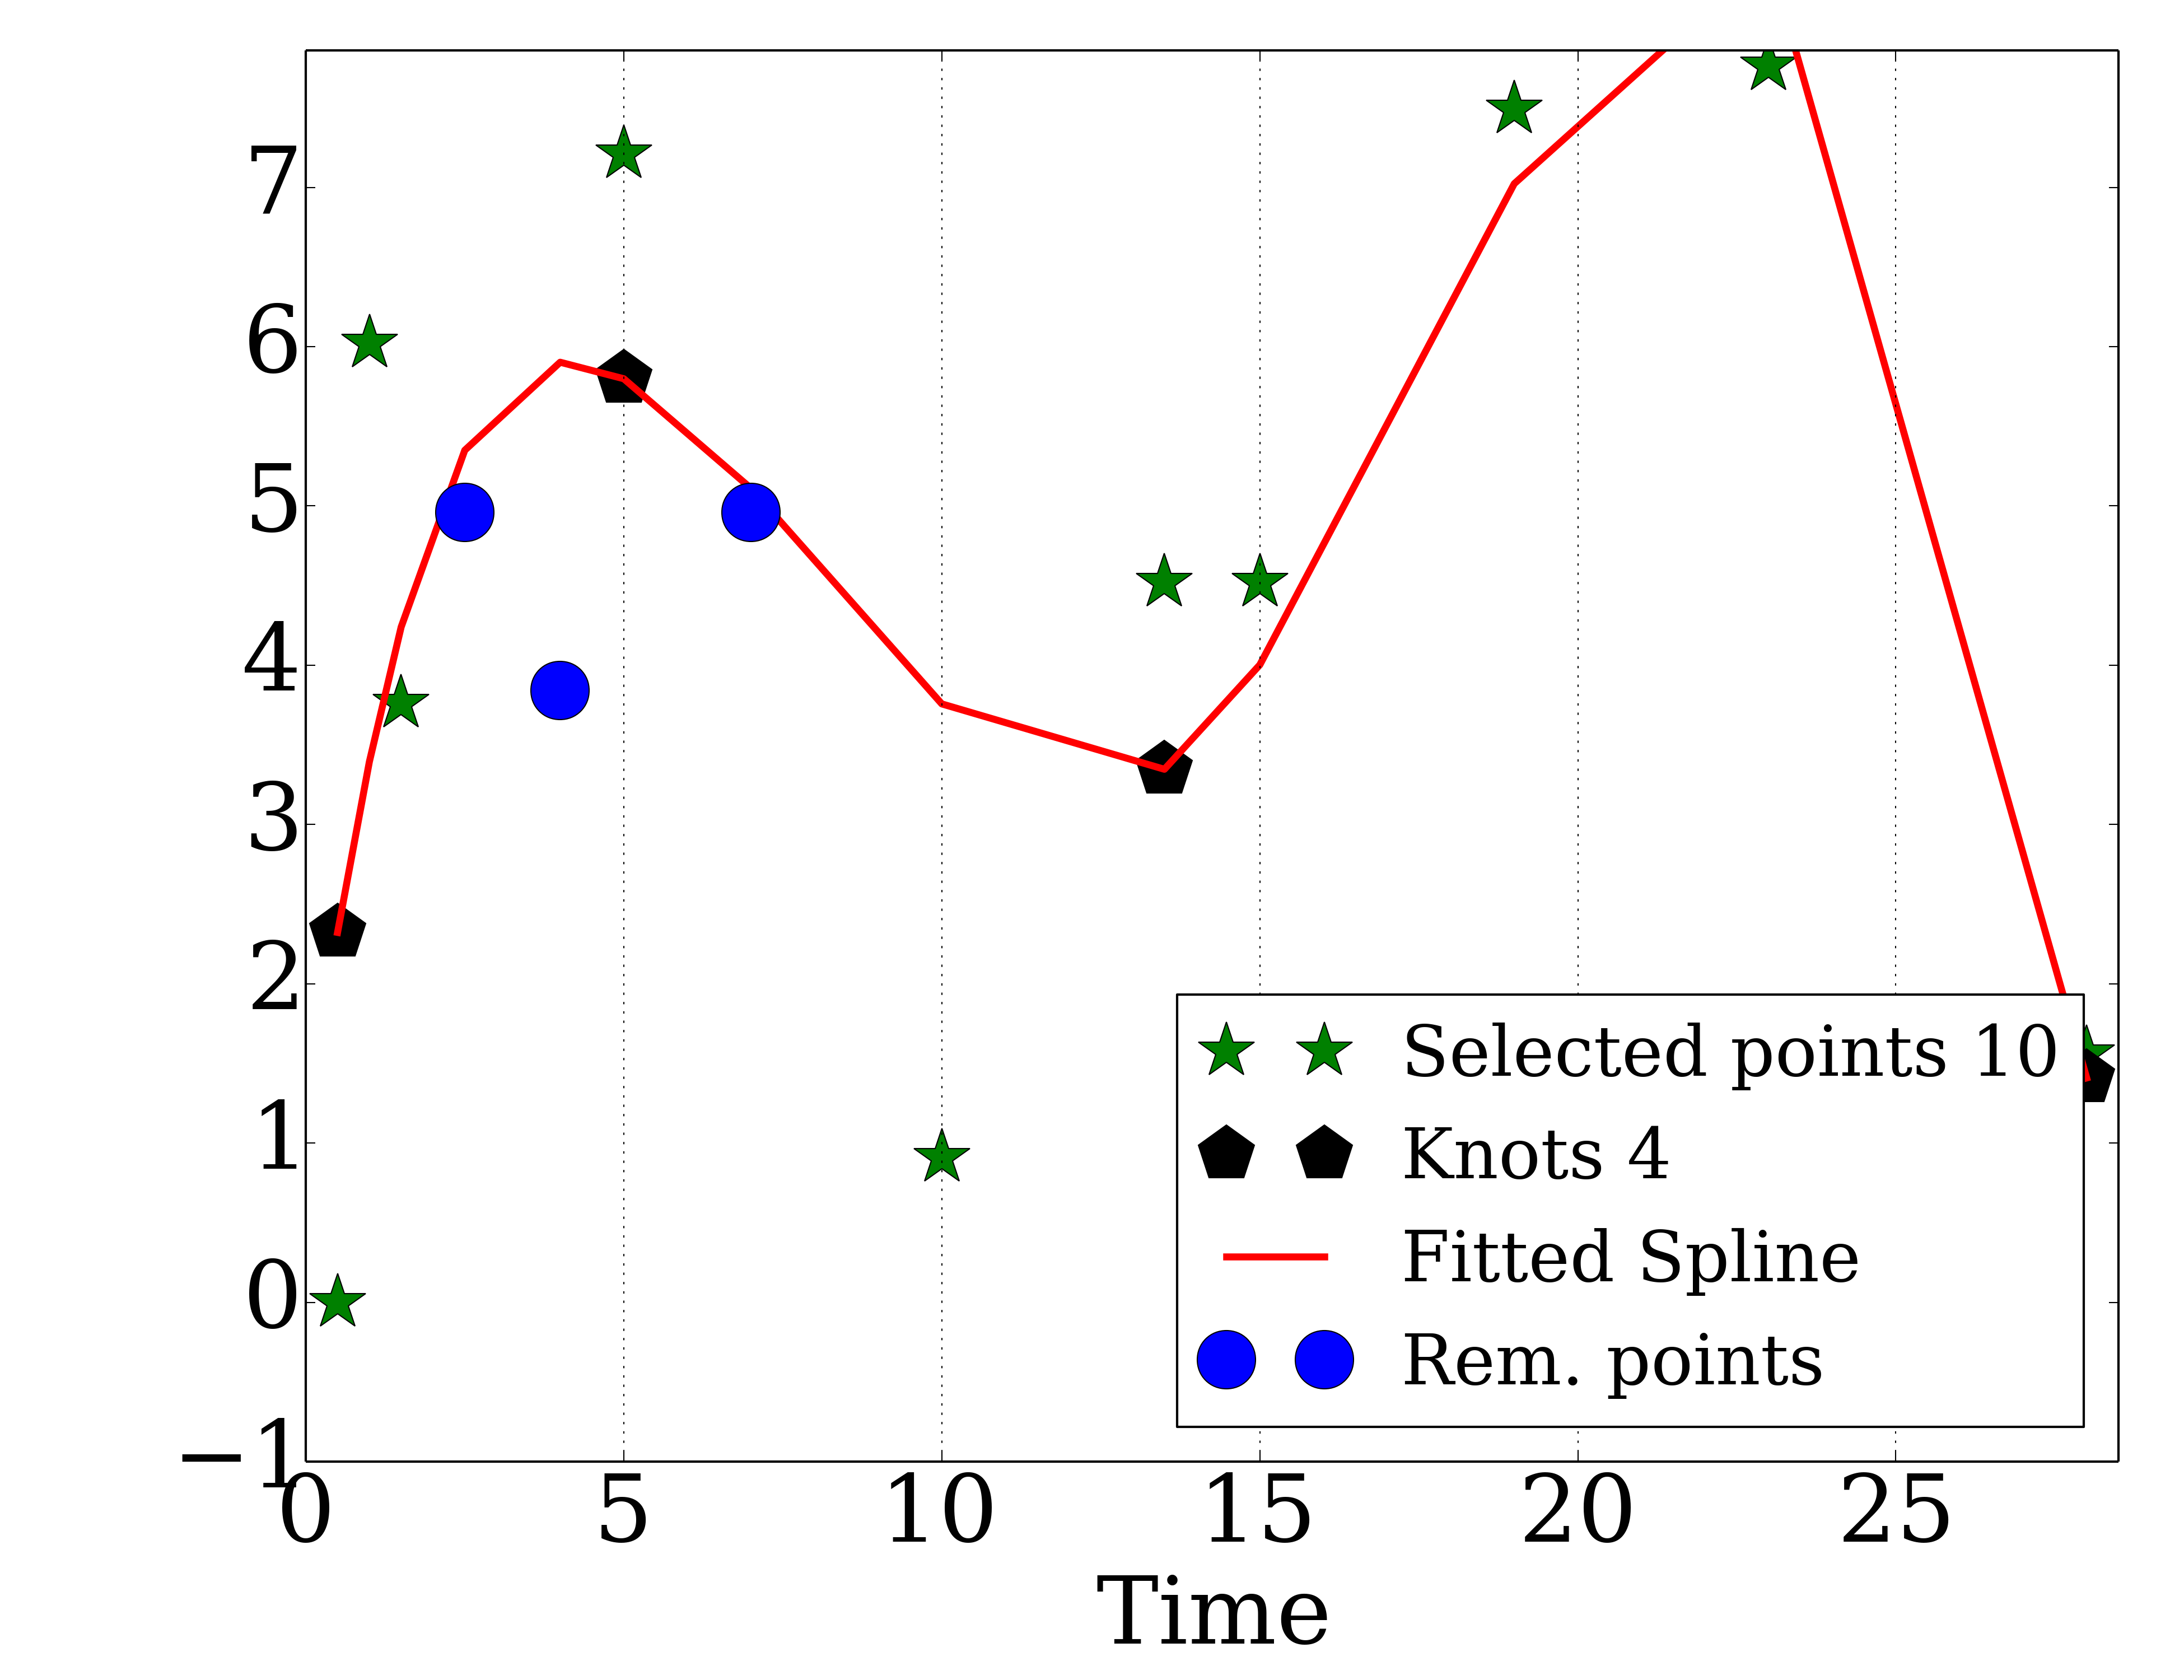 7
6
5
4
3
2
1
0
−1
0 5 10 15 20 25
Time
Selected points 10
Knots 4
Fitted Spline
Rem. points